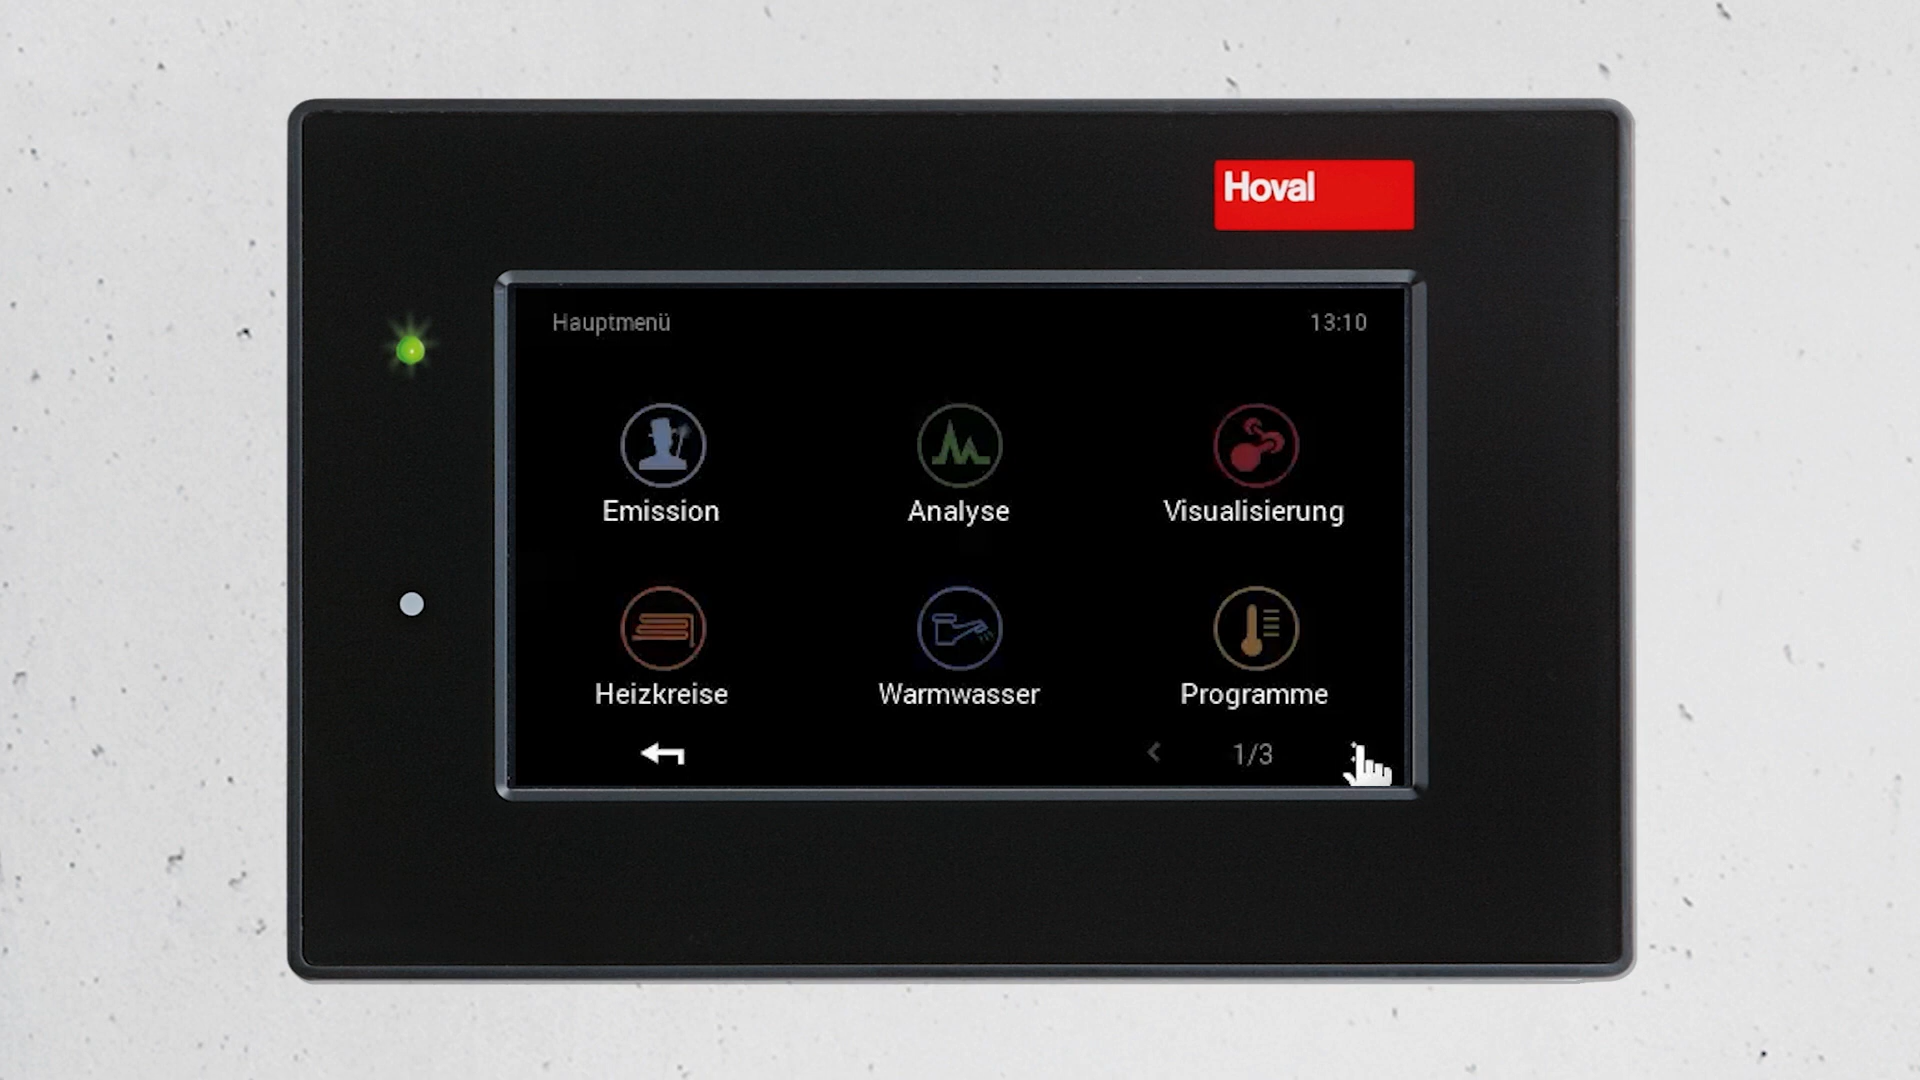 Hoval
Hauptmenü 13:10
Emission Analyse Visualisierung
Heizkreise Warmwasser Programme
< 1/3